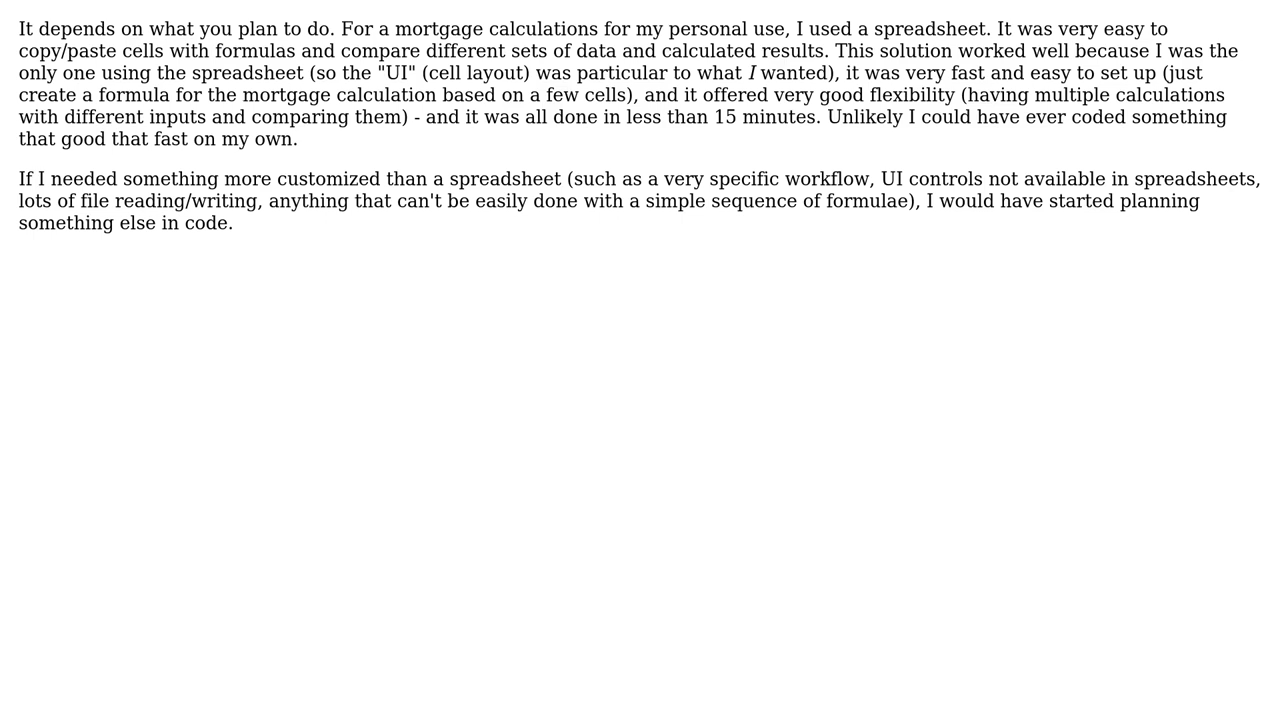 It depends on what you plan to do. For a mortgage calculations for my personal use, I used a spreadsheet. It was very easy to
copy/paste cells with formulas and compare different sets of data and calculated results. This solution worked well because I was the
only one using the spreadsheet (so the "UI" (cell layout) was particular to what I wanted), it was very fast and easy to set up (just
create a formula for the mortgage calculation based on a few cells), and it offered very good flexibility (having multiple calculations
with different inputs and comparing them) - and it was all done in less than 15 minutes. Unlikely I could have ever coded something
that good that fast on my own.
If I needed something more customized than a spreadsheet (such as a very specific workflow, UI controls not available in spreadsheets,
lots of file reading/writing, anything that can't be easily done with a simple sequence of formulae), I would have started planning
something else in code.